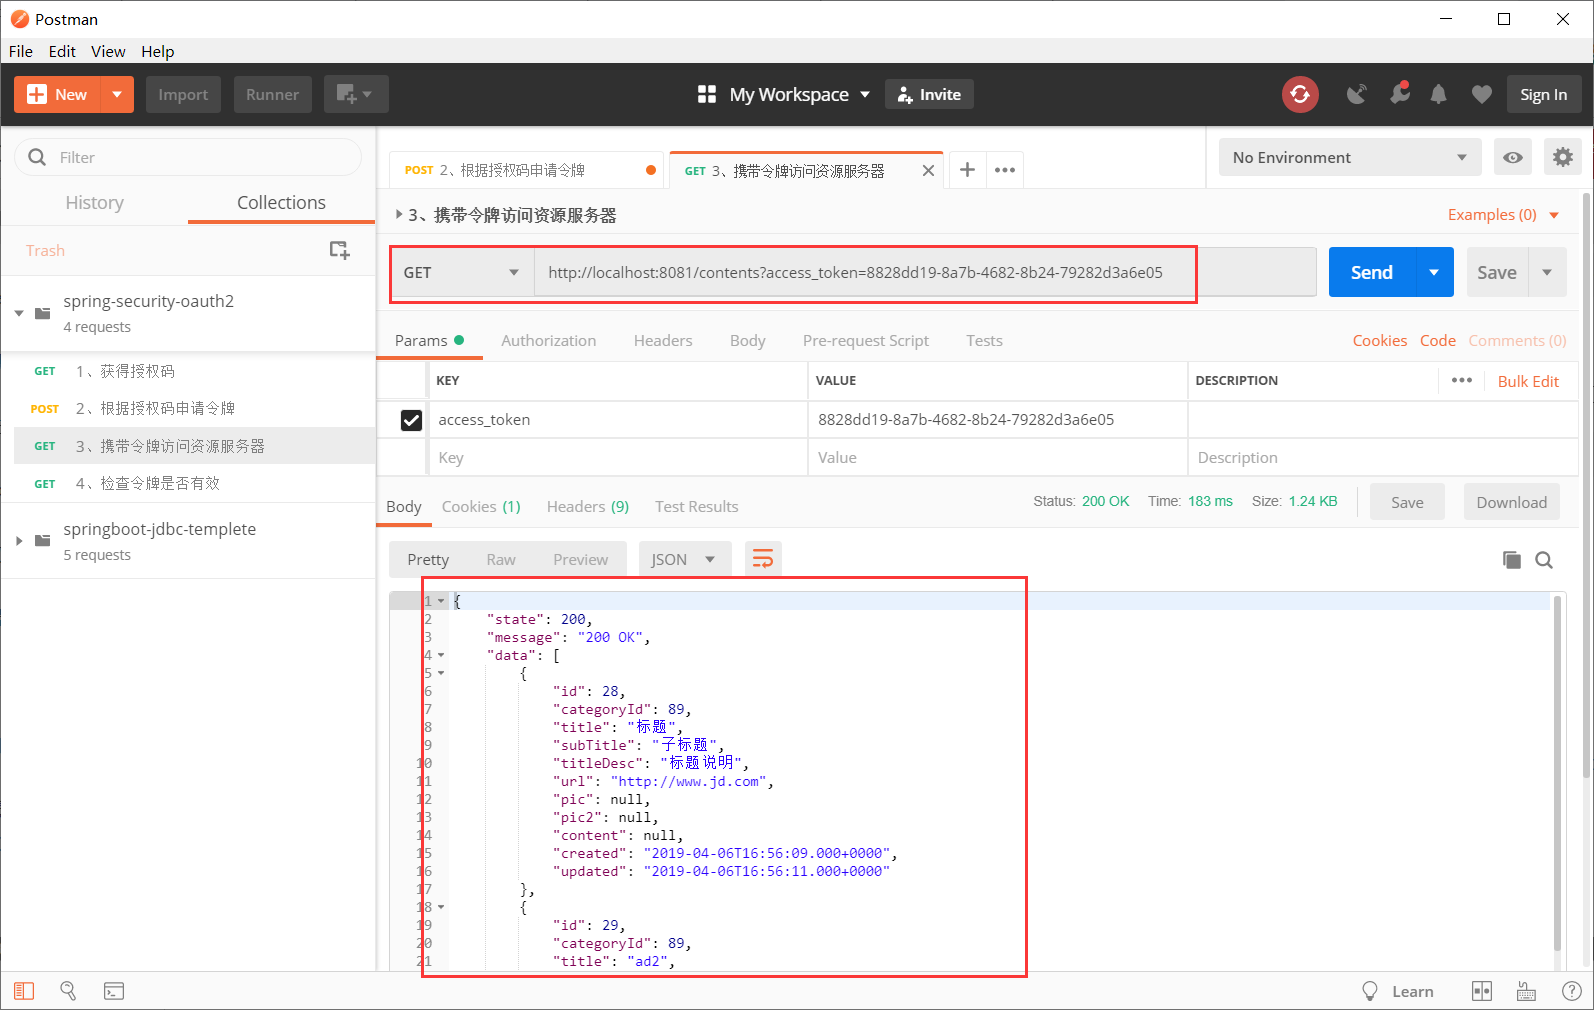 Postman
File Edit View Help
New Import Runner My Workspace Invite Sign In
Filter
History Collections
Trash
spring-security-oauth2
4 requests
GET 1、获得授权码
POST 2、根据授权码申请令牌
GET 3、携带令牌访问资源服务器
GET 4、检查令牌是否有效
springboot-jdbc-templete
5 requests
POST 2、根据授权码申请令牌 GET 3、携带令牌访问资源服务器
No Environment
3、携带令牌访问资源服务器 Examples (0)
GET http://localhost:8081/contents?access_token=8828dd19-8a7b-4682-8b24-79282d3a6e05 Send Save
Params Authorization Headers Body Pre-request Script Tests Cookies Code Comments (0)
KEY VALUE DESCRIPTION Bulk Edit
access_token 8828dd19-8a7b-4682-8b24-79282d3a6e05
Key Value Description
Body Cookies (1) Headers (9) Test Results Status: 200 OK Time: 183 ms Size: 1.24 KB Save Download
Pretty Raw Preview JSON
1 {
2 "state": 200,
3 "message": "200 OK",
4 "data": [
5 {
6 "id": 28,
7 "categoryId": 89,
8 "title": "标题",
9 "subTitle": "子标题",
10 "titleDesc": "标题说明",
11 "url": "http://www.jd.com",
12 "pic": null,
13 "pic2": null,
14 "content": null,
15 "created": "2019-04-06T16:56:09.000+0000",
16 "updated": "2019-04-06T16:56:11.000+0000"
17 },
18 {
19 "id": 29,
20 "categoryId": 89,
21 "title": "ad2",
Learn